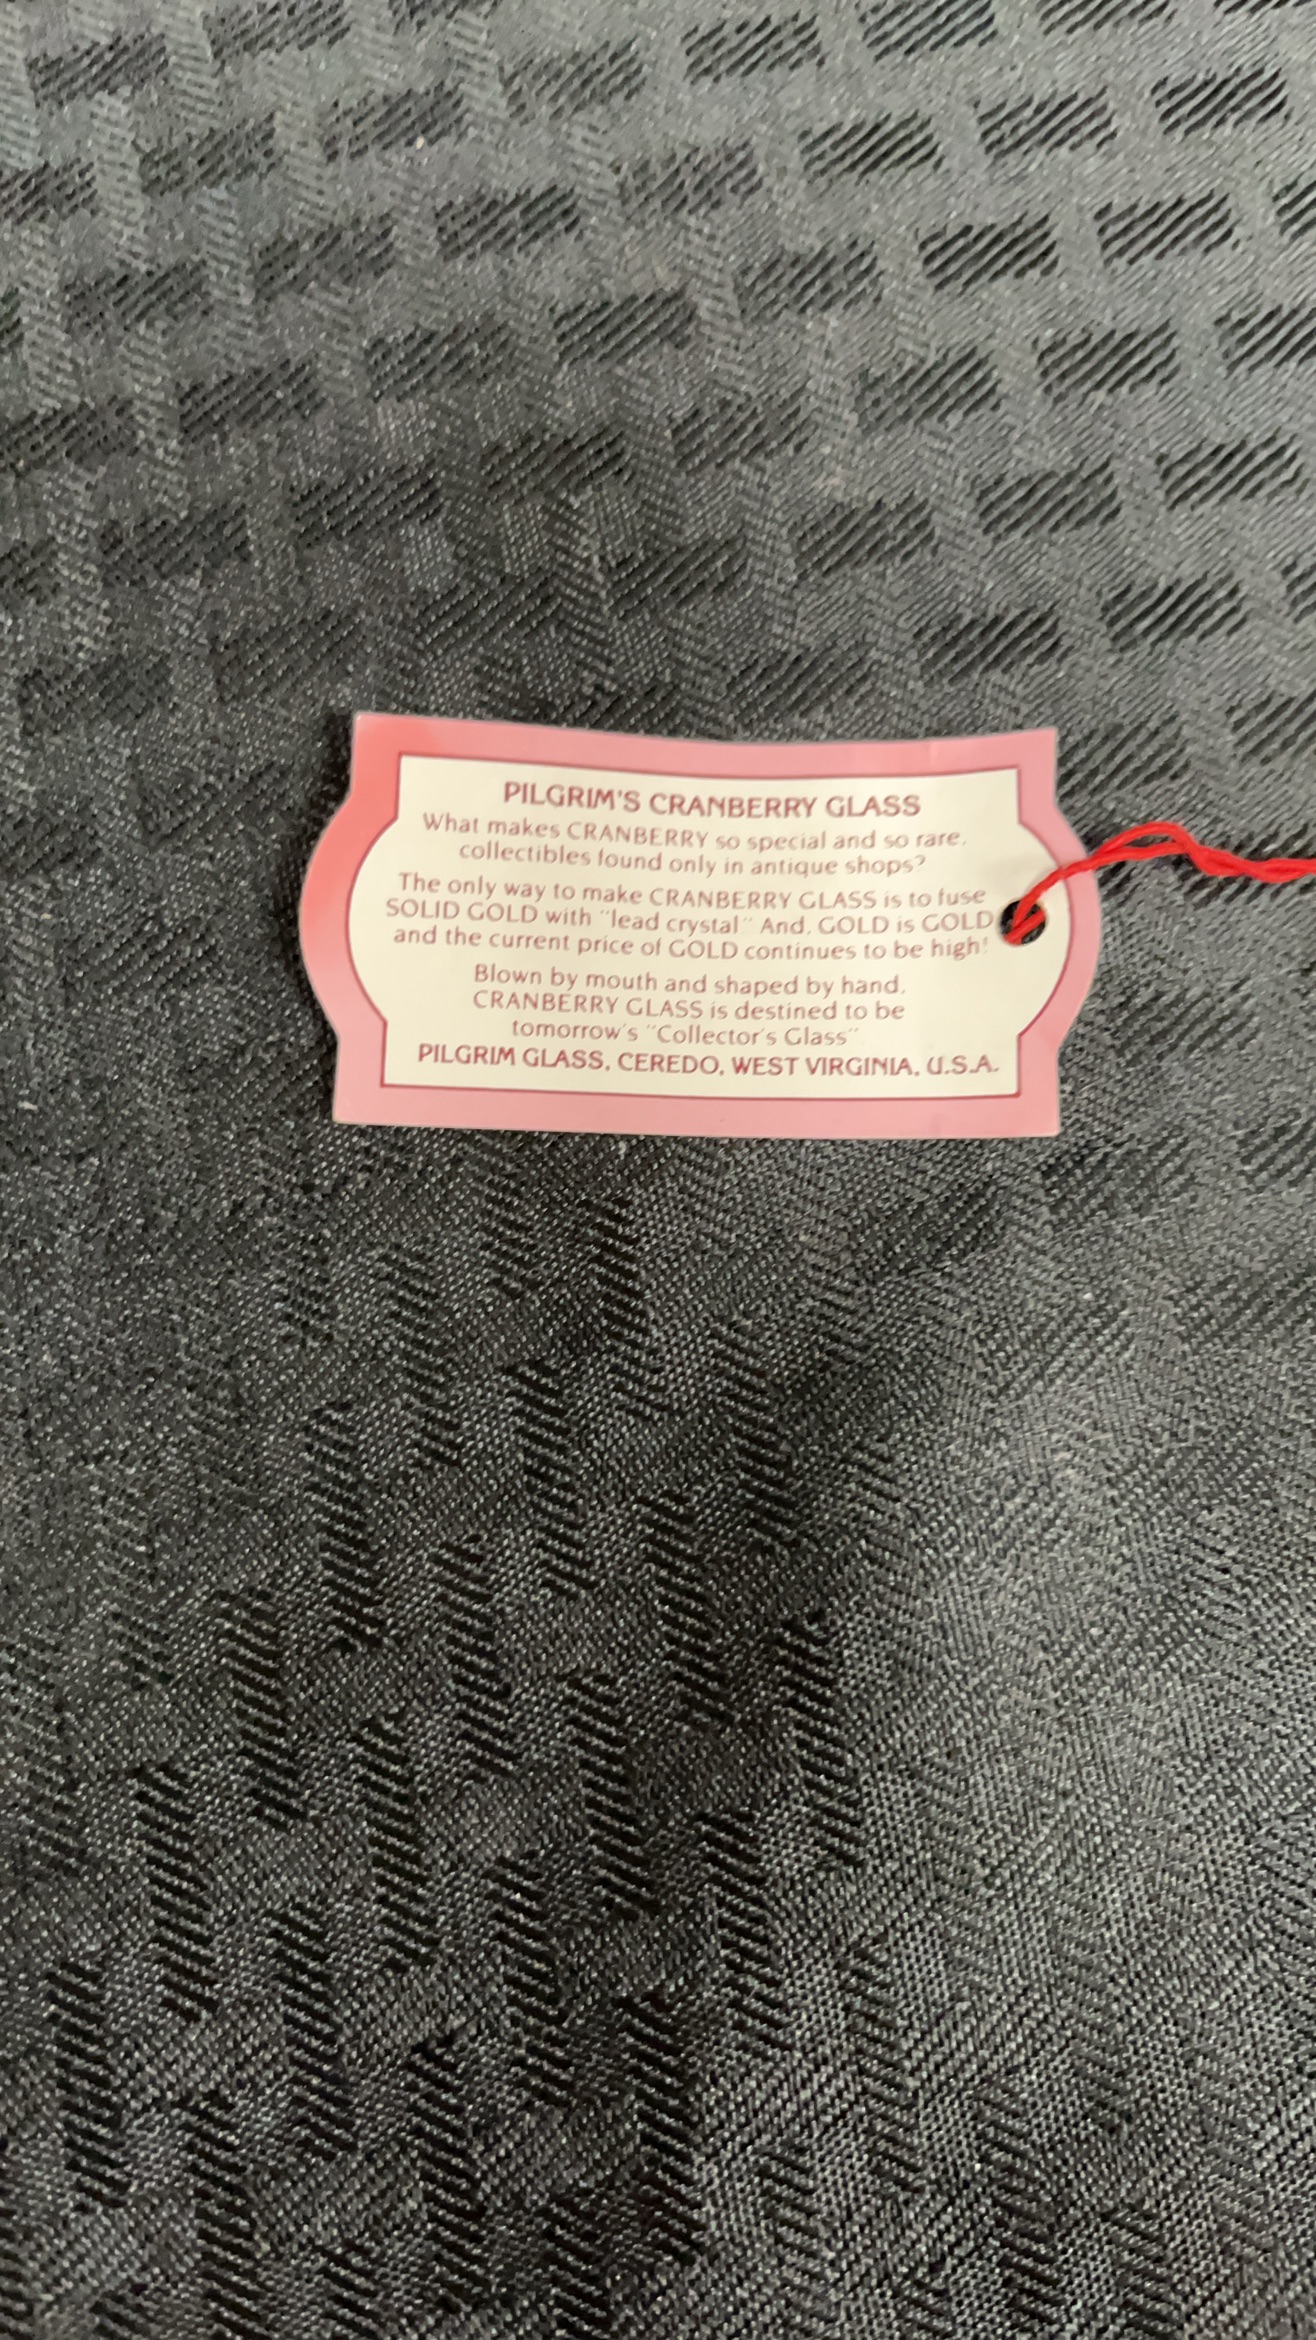 PILGRIM'S CRANBERRY GLASS
What makes CRANBERRY so special and so rare,
collectibles found only in antique shops?
The only way to make CRANBERRY GLASS is to fuse
SOLID GOLD with "lead crystal" And, GOLD is GOLD
and the current price of GOLD continues to be high!
Blown by mouth and shaped by hand,
CRANBERRY GLASS is destined to be
tomorrow's "Collector's Glass"
PILGRIM GLASS, CEREDO, WEST VIRGINIA, U.S.A.